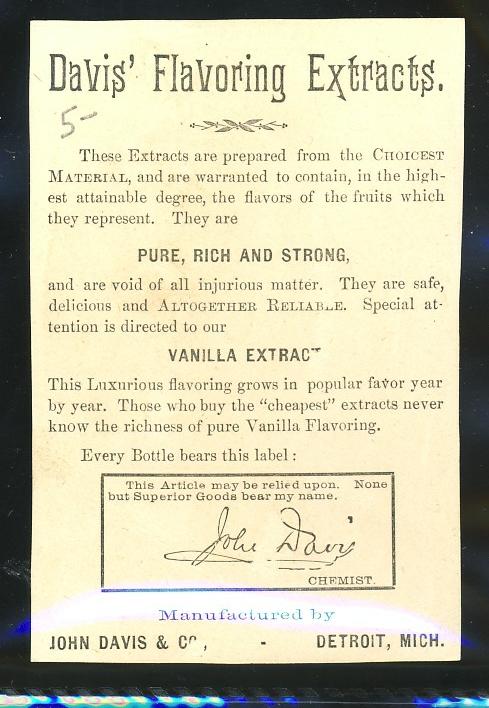 Davis' Flavoring Extracts.
5-
These Extracts are prepared from the CHOICEST
MATERIAL, and are warranted to contain, in the high-
est attainable degree, the flavors of the fruits which
they represent. They are
PURE, RICH AND STRONG,
and are void of all injurious matter. They are safe,
delicious and ALTOGETHER RELIABLE. Special at-
tention is directed to our
VANILLA EXTRACT
This Luxurious flavoring grows in popular favor year
by year. Those who buy the "cheapest" extracts never
know the richness of pure Vanilla Flavoring.
Every Bottle bears this label:
This Article may be relied upon. None
but Superior Goods bear my name.
John Davis
CHEMIST.
Manufactured by
JOHN DAVIS & CO., - DETROIT, MICH.